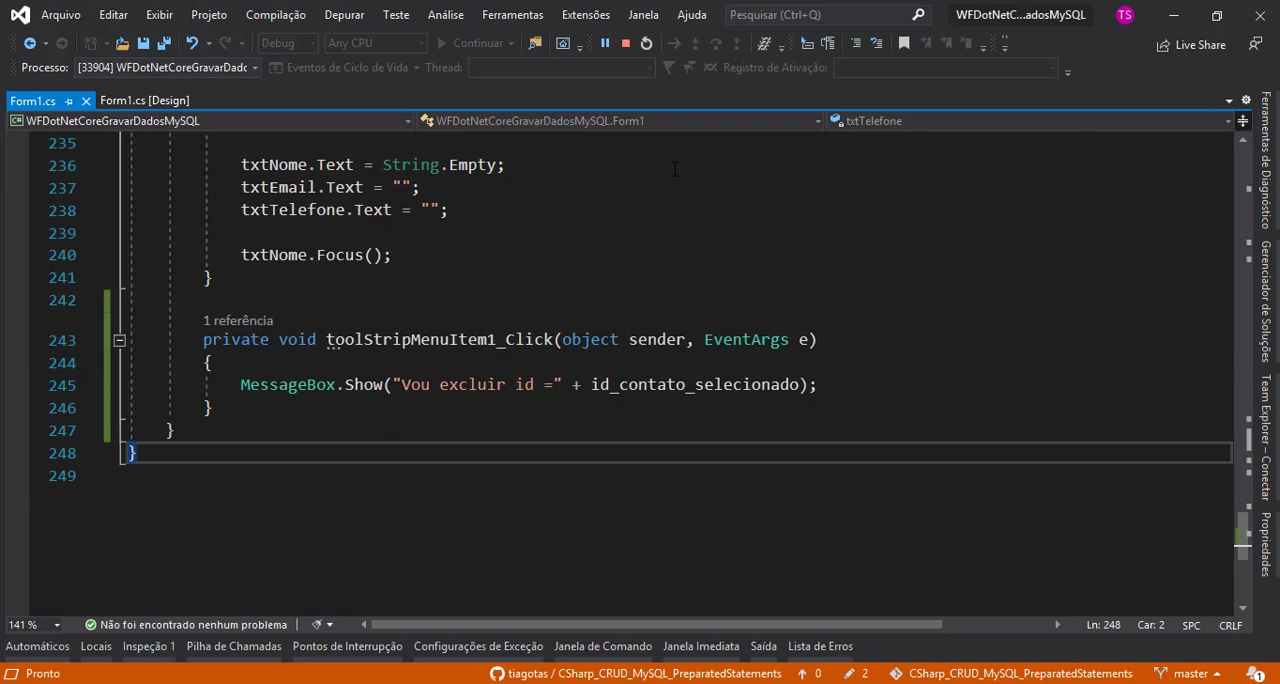 Arquivo Editar Exibir Projeto Compilação Depurar Teste Análise Ferramentas Extensões Janela Ajuda Pesquisar (Ctrl+Q) WFDotNetC...adosMySQL TS
Debug Any CPU Continuar Live Share
Processo: [33904] WFDotNetCoreGravarDadc Eventos de Ciclo de Vida Thread: Registro de Ativação:
Form1.cs Form1.cs [Design]
C# WFDotNetCoreGravarDadosMySQL WFDotNetCoreGravarDadosMySQL.Form1 txtTelefone
235
236 txtNome.Text = String.Empty;
237 txtEmail.Text = "";
238 txtTelefone.Text = "";
239
240 txtNome.Focus();
241 }
242
1 referência
243 private void toolStripMenuItem1_Click(object sender, EventArgs e)
244 {
245 MessageBox.Show("Vou excluir id =" + id_contato_selecionado);
246 }
247 }
248 }
249
Ferramentas de Diagnóstico
Gerenciador de Soluções
Team Explorer – Conectar
Propriedades
141 % Não foi encontrado nenhum problema Ln: 248 Car: 2 SPC CRLF
Automáticos Locais Inspeção 1 Pilha de Chamadas Pontos de Interrupção Configurações de Exceção Janela de Comando Janela Imediata Saída Lista de Erros
Pronto tiagotas / CSharp_CRUD_MySQL_PreparatedStatements 0 2 CSharp_CRUD_MySQL_PreparatedStatements master 1